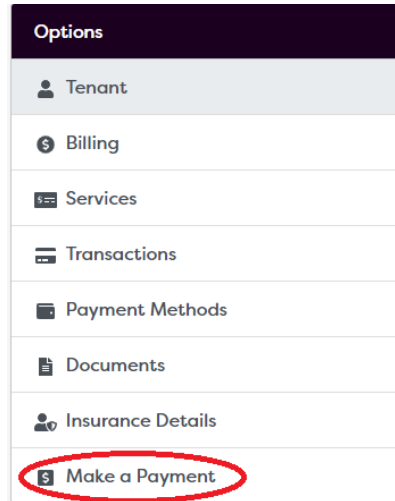 Options
Tenant
Billing
Services
Transactions
Payment Methods
Documents
Insurance Details
Make a Payment